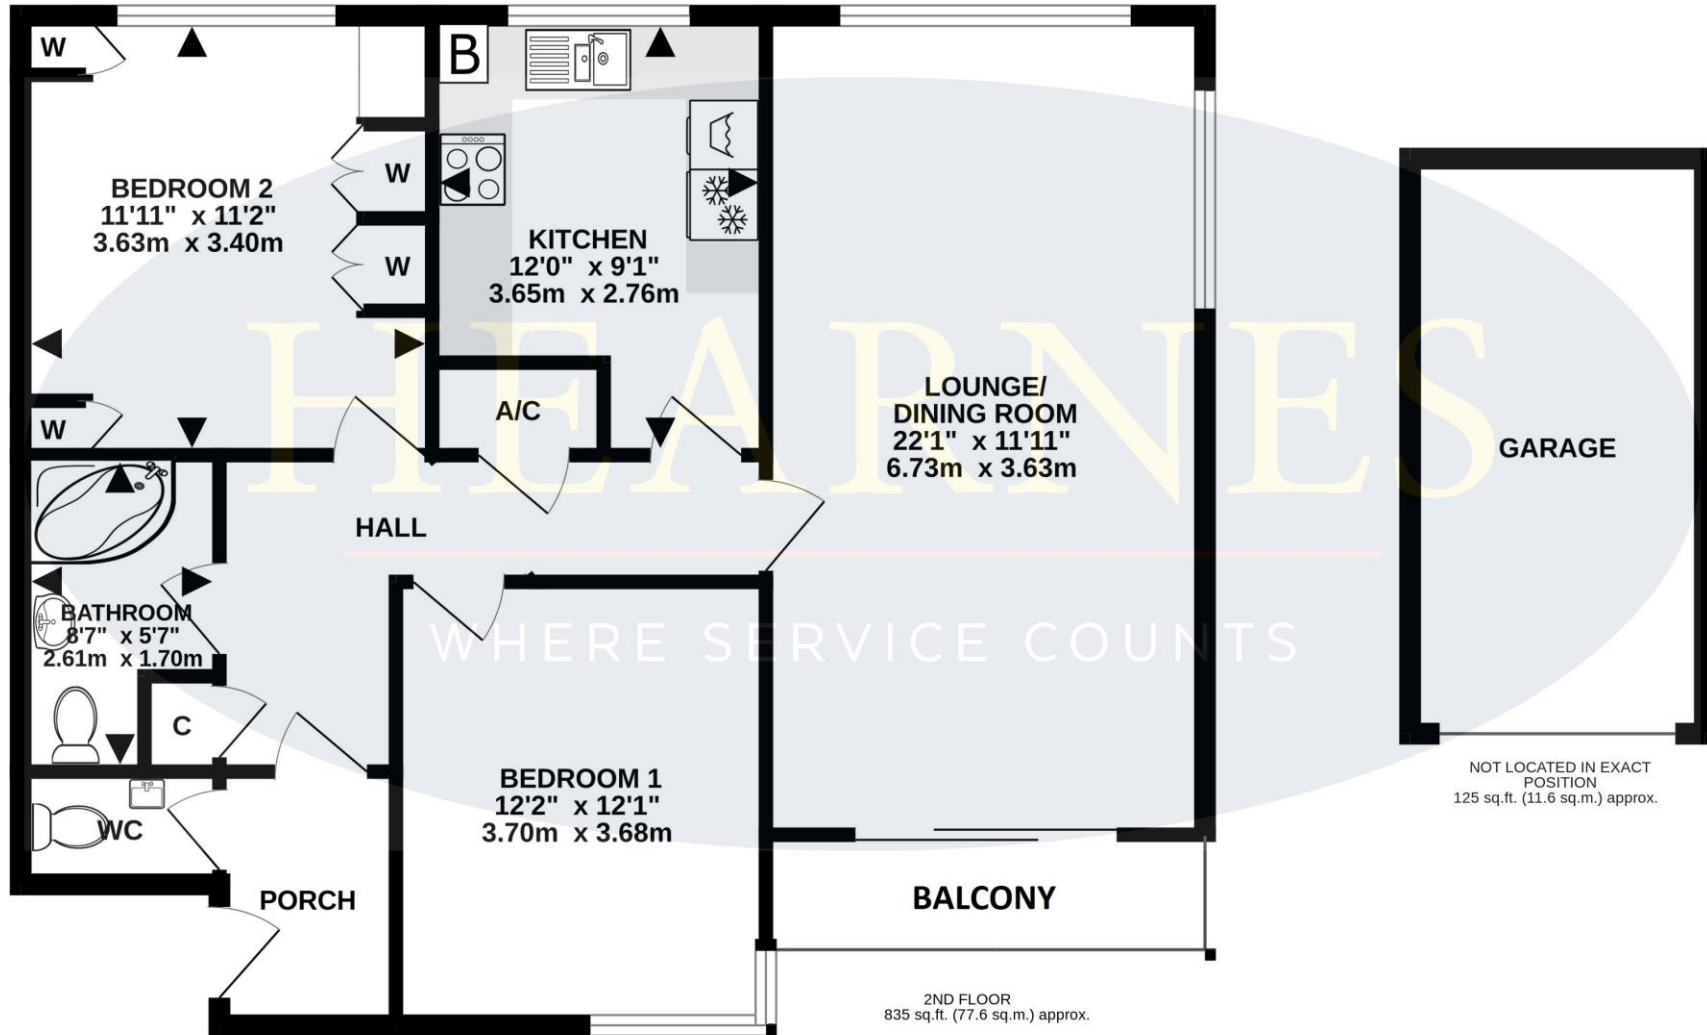 W
B
BEDROOM 2
11'11" x 11'2"
3.63m x 3.40m
W
W
W
KITCHEN
12'0" x 9'1"
3.65m x 2.76m
A/C
LOUNGE/
DINING ROOM
22'1" x 11'11"
6.73m x 3.63m
GARAGE
HEARNES
WHERE SERVICE COUNTS
HALL
BATHROOM
8'7" x 5'7"
2.61m x 1.70m
C
WC
PORCH
BEDROOM 1
12'2" x 12'1"
3.70m x 3.68m
BALCONY
NOT LOCATED IN EXACT
POSITION
125 sq.ft. (11.6 sq.m.) approx.
2ND FLOOR
835 sq.ft. (77.6 sq.m.) approx.